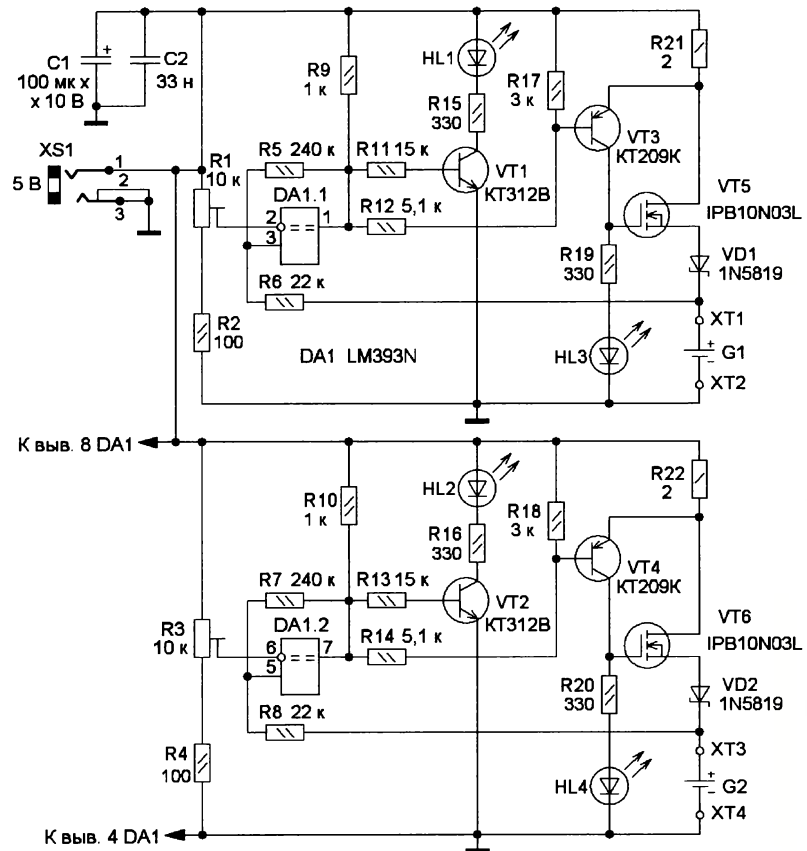 C1
100 мк х
х 10 В
C2
33 н
XS1
5 В
1
2
3
R1
10 к
R2
100
R5 240 к
R9
1 к
R11 15 к
DA1.1
2
3
= =
1
R12 5,1 к
R6 22 к
DA1 LM393N
HL1
R15
330
VT1
КТ312В
R17
3 к
VT3
КТ209К
R21
2
VT5
IPB10N03L
R19
330
VD1
1N5819
HL3
XT1
+
G1
−
XT2
К выв. 8 DA1
R3
10 к
R4
100
R7 240 к
R10
1 к
R13 15 к
DA1.2
6
5
= =
7
R14 5,1 к
R8 22 к
HL2
R16
330
VT2
КТ312В
R18
3 к
VT4
КТ209К
R22
2
VT6
IPB10N03L
R20
330
VD2
1N5819
HL4
XT3
+
G2
−
XT4
К выв. 4 DA1